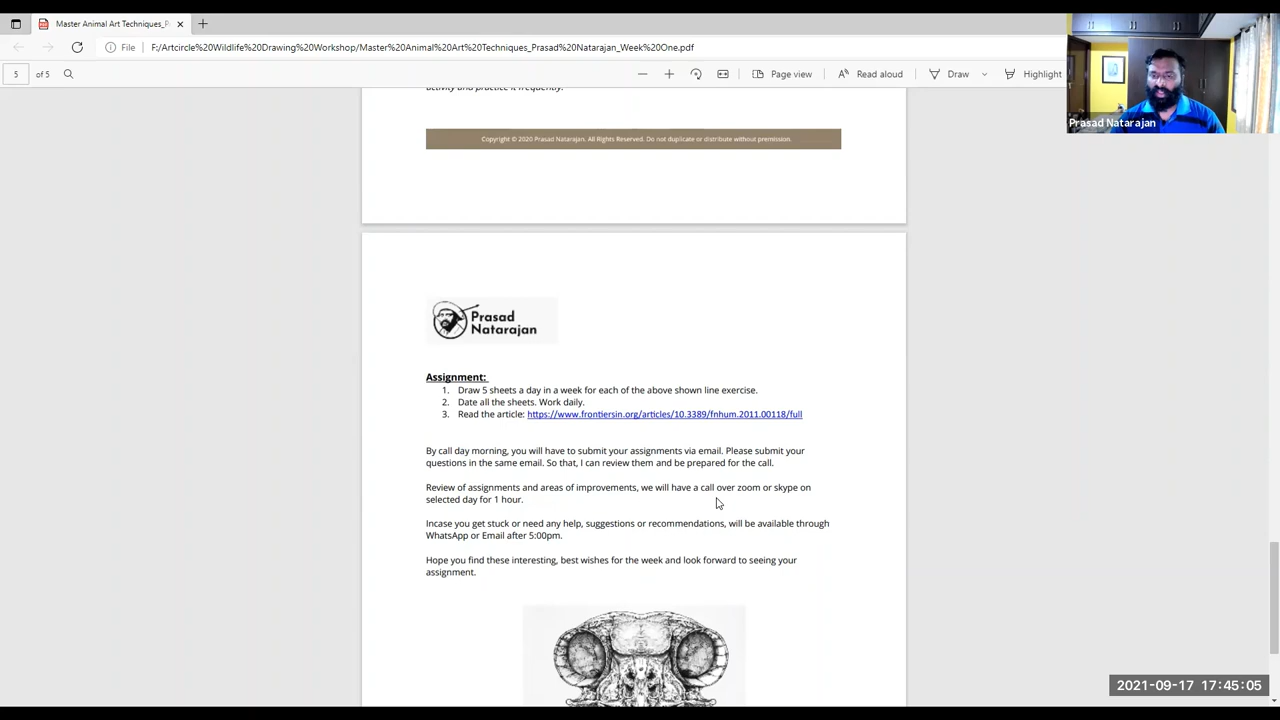 Master Animal Art Techniques_P
5 of 5
File
F:/Artcircle%20Wildlife%20Drawing%20Workshop/Master%20Animal%20Art%20Techniques_Prasad%20Natarajan_Week%20One.pdf
Page view
Read aloud
Draw
Highlight
Prasad Natarajan
activity and practice it frequently.
Copyright © 2020 Prasad Natarajan. All Rights Reserved. Do not duplicate or distribute without premission.
Prasad
Natarajan
Assignment:
1. Draw 5 sheets a day in a week for each of the above shown line exercise.
2. Date all the sheets. Work daily.
3. Read the article: https://www.frontiersin.org/articles/10.3389/fnhum.2011.00118/full
By call day morning, you will have to submit your assignments via email. Please submit your
questions in the same email. So that, I can review them and be prepared for the call.
Review of assignments and areas of improvements, we will have a call over zoom or skype on
selected day for 1 hour.
Incase you get stuck or need any help, suggestions or recommendations, will be available through
WhatsApp or Email after 5:00pm.
Hope you find these interesting, best wishes for the week and look forward to seeing your
assignment.
2021-09-17 17:45:05